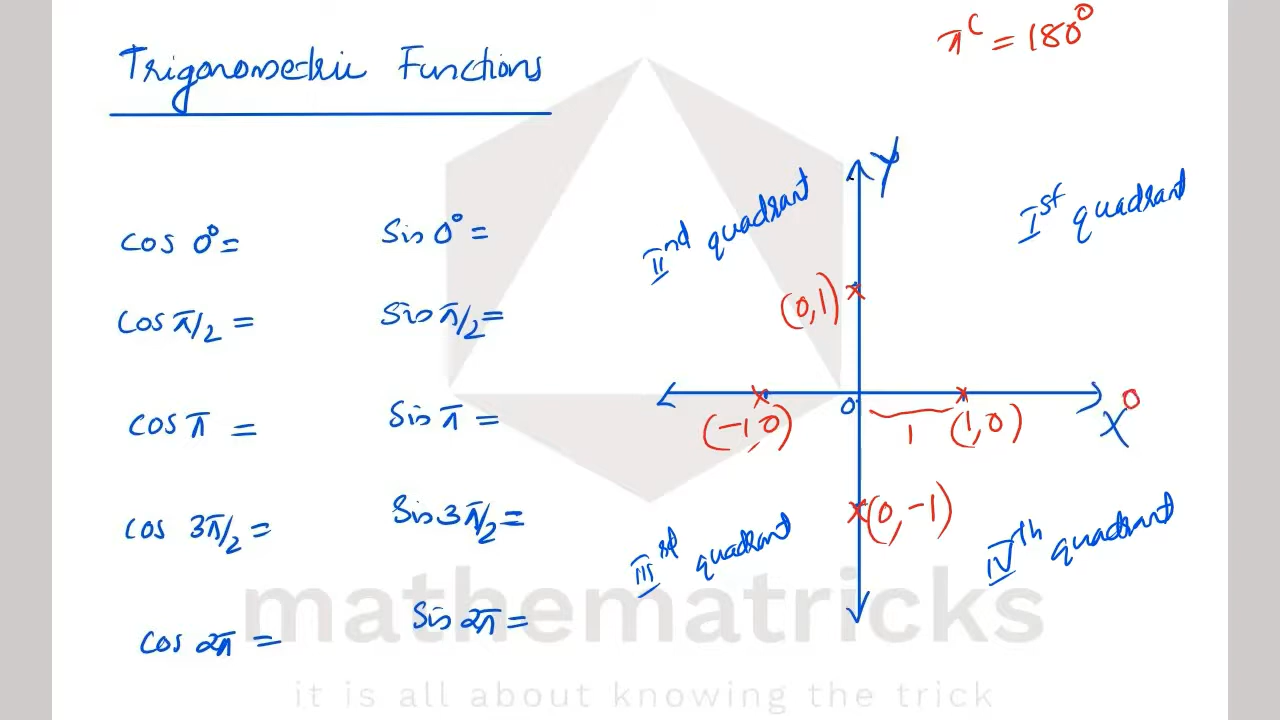 π^c = 180°
Trigonometric Functions
cos 0° =
Sin 0° =
cos π/2 =
Sin π/2 =
cos π =
Sin π =
cos 3π/2 =
Sin 3π/2 =
cos 2π =
Sin 2π =
Y
II^nd quadrant
I^st quadrant
(0,1)
0
(-1,0)
1
(1,0)
0
X
(0,-1)
III^st quadrant
IV^th quadrant
mathematricks
it is all about knowing the trick